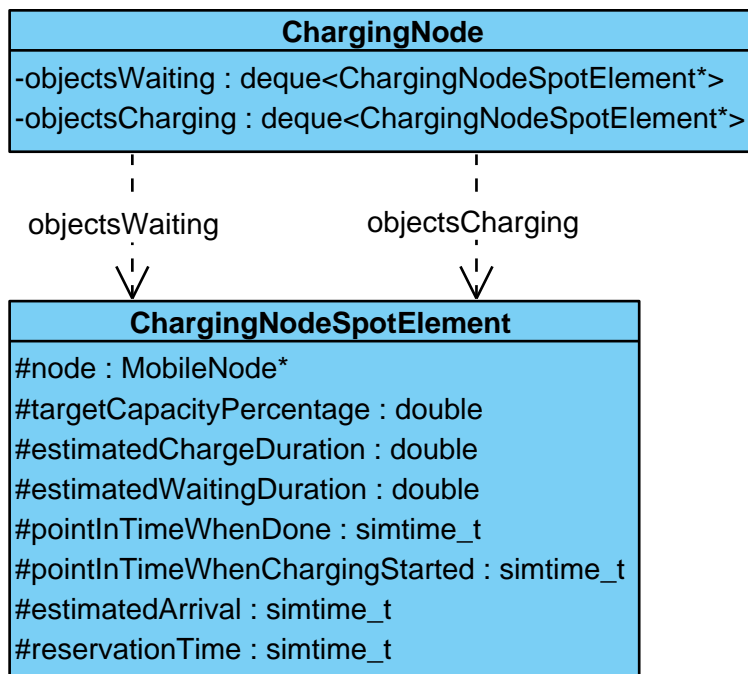 ChargingNode
-objectsWaiting : deque<ChargingNodeSpotElement*>
-objectsCharging : deque<ChargingNodeSpotElement*>
objectsWaiting
objectsCharging
ChargingNodeSpotElement
#node : MobileNode*
#targetCapacityPercentage : double
#estimatedChargeDuration : double
#estimatedWaitingDuration : double
#pointInTimeWhenDone : simtime_t
#pointInTimeWhenChargingStarted : simtime_t
#estimatedArrival : simtime_t
#reservationTime : simtime_t